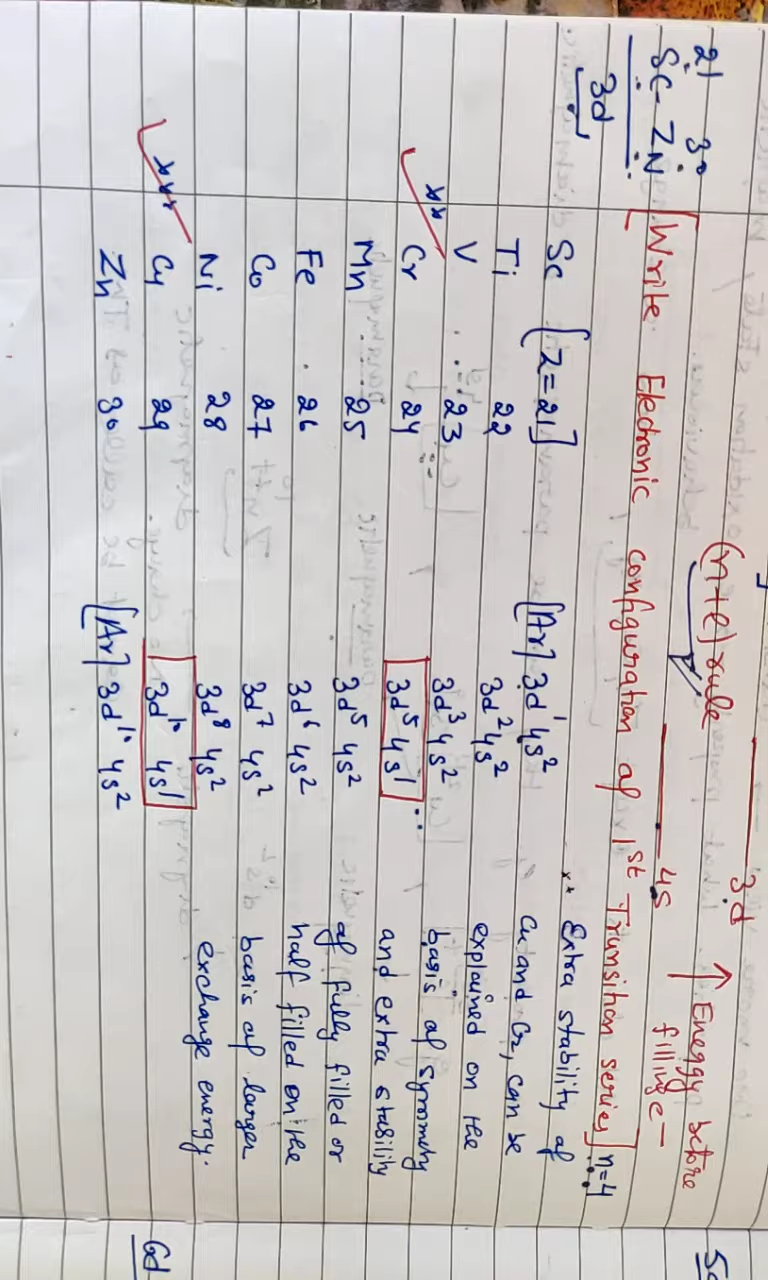 3d ↑ Energy before
(n+l) rule 4s filling e–
21 30
Sc - Zn
3d
[Write Electronic configuration of 1st Transition series] n=4
Sc [Z=21] [Ar] 3d1 4s2
Ti 22 3d2 4s2
V 23 3d3 4s2
Cr 24 3d5 4s1
Mn 25 3d5 4s2
Fe 26 3d6 4s2
Co 27 3d7 4s2
Ni 28 3d8 4s2
Cu 29 3d10 4s1
Zn 30 [Ar] 3d10 4s2
** Extra stability of
Cu and Cr, can be
explained on the
basis of Symmetry
and extra stability
of fully filled or
half filled on the
basis of larger
exchange energy.
5d
6d